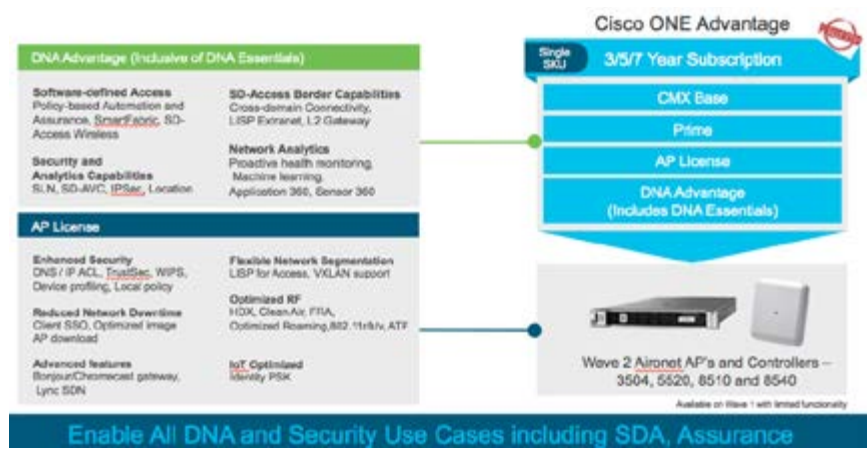 Cisco ONE Advantage
DNA Advantage (Inclusive of DNA Essentials)
Software-defined Access
Policy-based Automation and
Assurance, SmartFabric, SD-
Access Wireless
Security and
Analytics Capabilities
SLN, SD-AVC, IPSec, Location
SD-Access Border Capabilities
Cross-domain Connectivity,
LISP Extranet, L2 Gateway
Network Analytics
Proactive health monitoring,
Machine learning,
Application 360, Sensor 360
AP License
Enhanced Security
DNS / IP ACL, TrustSec, WIPS,
Device profiling, Local policy
Reduced Network Downtime
Client SSO, Optimized image
AP download
Advanced features
Bonjour/Chromecast gateway,
Lync SDN
Flexible Network Segmentation
LISP for Access, VXLAN support
Optimized RF
HDX, Clean Air, FRA,
Optimized Roaming,802.11r/k/v, ATF
IoT Optimized
Identity PSK
Single
SKU
3/5/7 Year Subscription
CMX Base
Prime
AP License
DNA Advantage
(Includes DNA Essentials)
Wave 2 Aironet AP's and Controllers –
3504, 5520, 8510 and 8540
Available on Wave 1 with limited functionality
Enable All DNA and Security Use Cases including SDA, Assurance